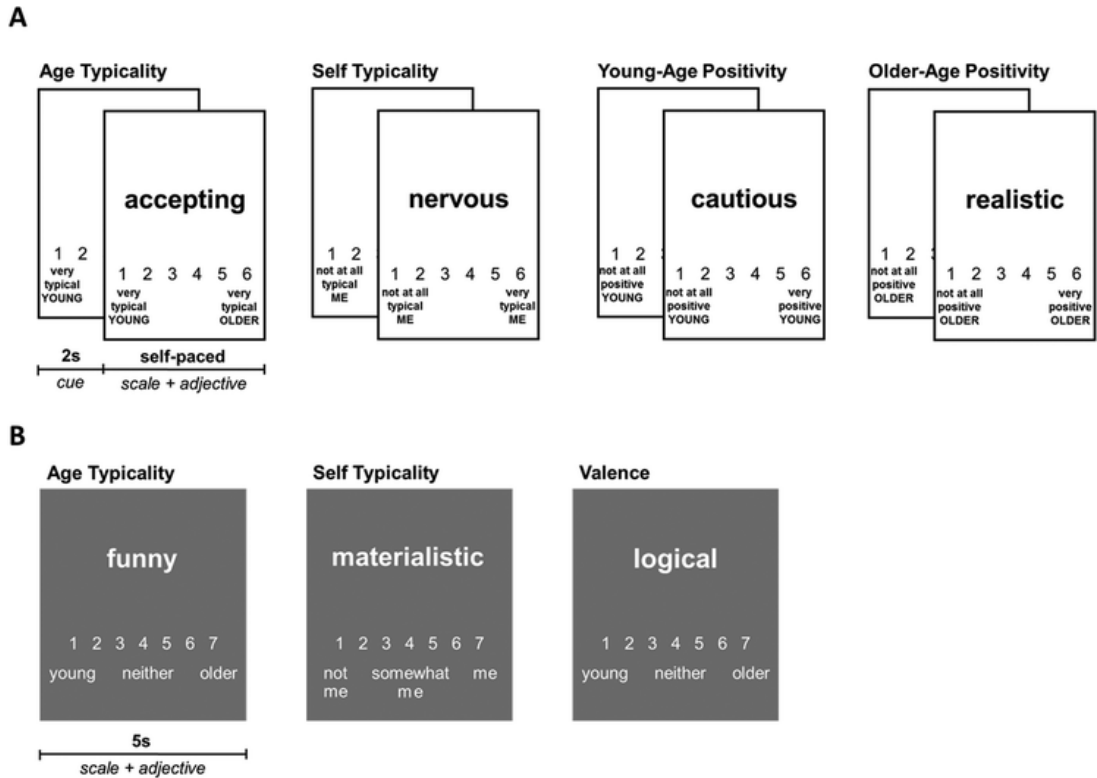 A
Age Typicality
1 2
very
typical
YOUNG
accepting
1 2 3 4 5 6
very very
typical typical
YOUNG OLDER
2s self-paced
cue scale + adjective
Self Typicality
1 2
not at all
typical
ME
nervous
1 2 3 4 5 6
not at all very
typical typical
ME ME
Young-Age Positivity
1 2
not at all
positive
YOUNG
cautious
1 2 3 4 5 6
not at all very
positive positive
YOUNG YOUNG
Older-Age Positivity
1 2
not at all
positive
OLDER
realistic
1 2 3 4 5 6
not at all very
positive positive
OLDER OLDER
B
Age Typicality
funny
1 2 3 4 5 6 7
young neither older
5s
scale + adjective
Self Typicality
materialistic
1 2 3 4 5 6 7
not somewhat me
me me
Valence
logical
1 2 3 4 5 6 7
young neither older